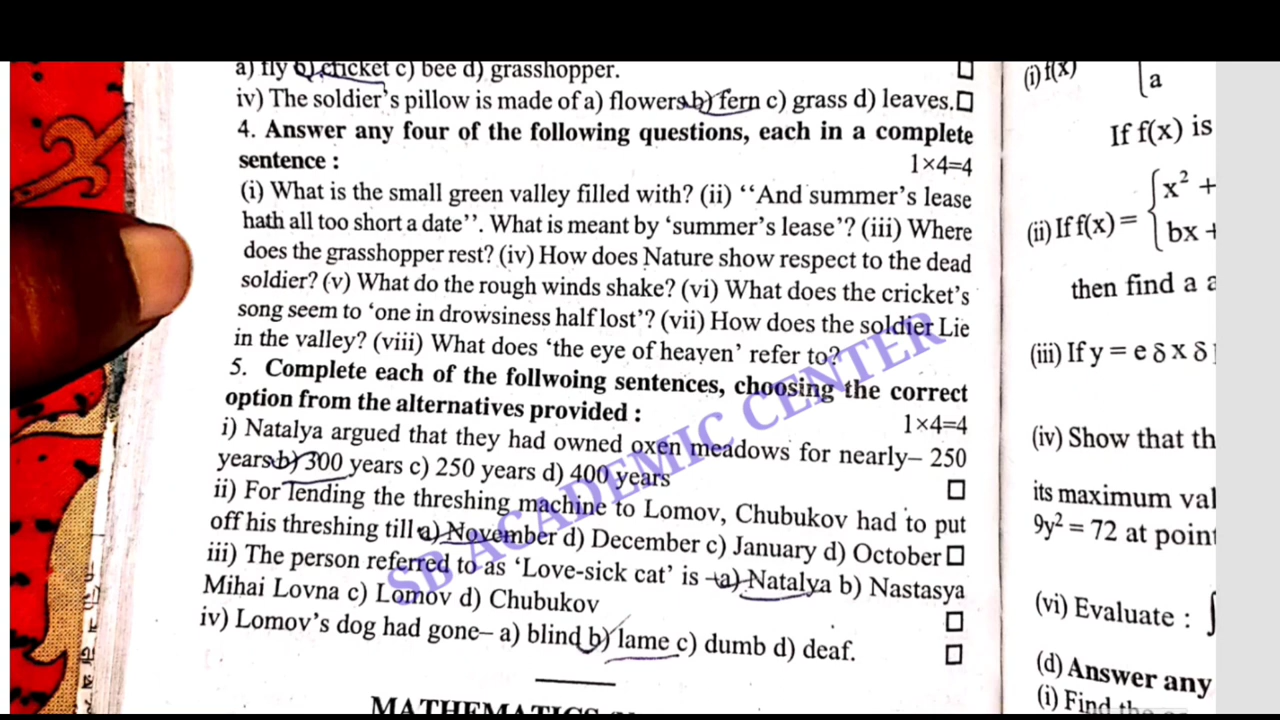 a) fly b) cricket c) bee d) grasshopper.
iv) The soldier's pillow is made of a) flowers b) fern c) grass d) leaves.
4. Answer any four of the following questions, each in a complete
sentence : 1×4=4
(i) What is the small green valley filled with? (ii) ‘‘And summer's lease
hath all too short a date’’. What is meant by ‘summer's lease’? (iii) Where
does the grasshopper rest? (iv) How does Nature show respect to the dead
soldier? (v) What do the rough winds shake? (vi) What does the cricket's
song seem to ‘one in drowsiness half lost’? (vii) How does the soldier Lie
in the valley? (viii) What does ‘the eye of heaven’ refer to?
5. Complete each of the follwoing sentences, choosing the correct
option from the alternatives provided : 1×4=4
i) Natalya argued that they had owned oxen meadows for nearly– 250
years b) 300 years c) 250 years d) 400 years
ii) For lending the threshing machine to Lomov, Chubukov had to put
off his threshing till a) November d) December c) January d) October
iii) The person referred to as ‘Love-sick cat’ is – a) Natalya b) Nastasya
Mihai Lovna c) Lomov d) Chubukov
iv) Lomov's dog had gone– a) blind b) lame c) dumb d) deaf.
SB ACADEMIC CENTER
MATHEMATICS
(i) f(x)
a
If f(x) is
x² +
(ii) If f(x) =
bx +
then find a
(iii) If y = e δ x δ
(iv) Show that th
its maximum val
9y² = 72 at point
(vi) Evaluate : ∫
(d) Answer any
(i) Find the